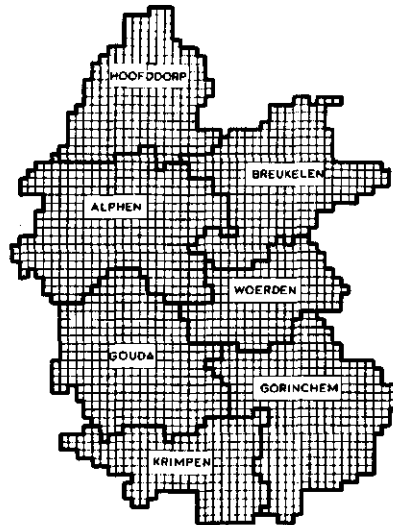 HOOFDDORP
BREUKELEN
ALPHEN
WOERDEN
GOUDA
GORINCHEM
KRIMPEN